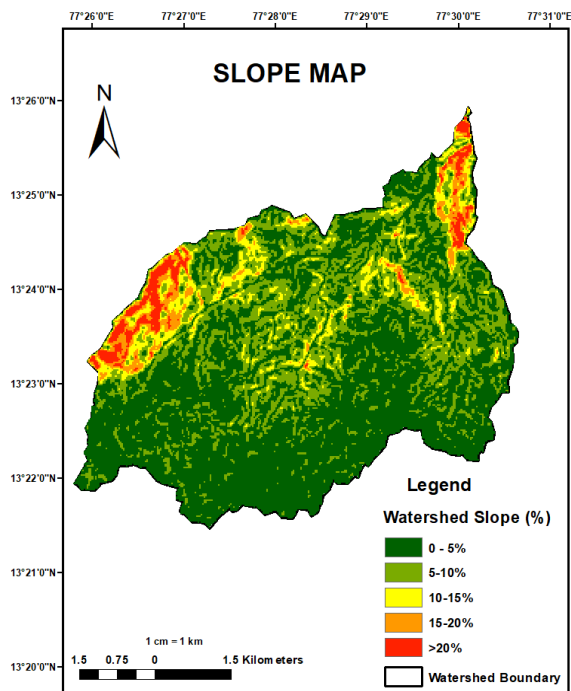 77°26'0"E 77°27'0"E 77°28'0"E 77°29'0"E 77°30'0"E 77°31'0"E
SLOPE MAP
N
13°26'0"N
13°25'0"N
13°24'0"N
13°23'0"N
13°22'0"N
13°21'0"N
13°20'0"N
Legend
Watershed Slope (%)
0 - 5%
5-10%
10-15%
15-20%
>20%
Watershed Boundary
1 cm = 1 km
1.5 0.75 0 1.5 Kilometers